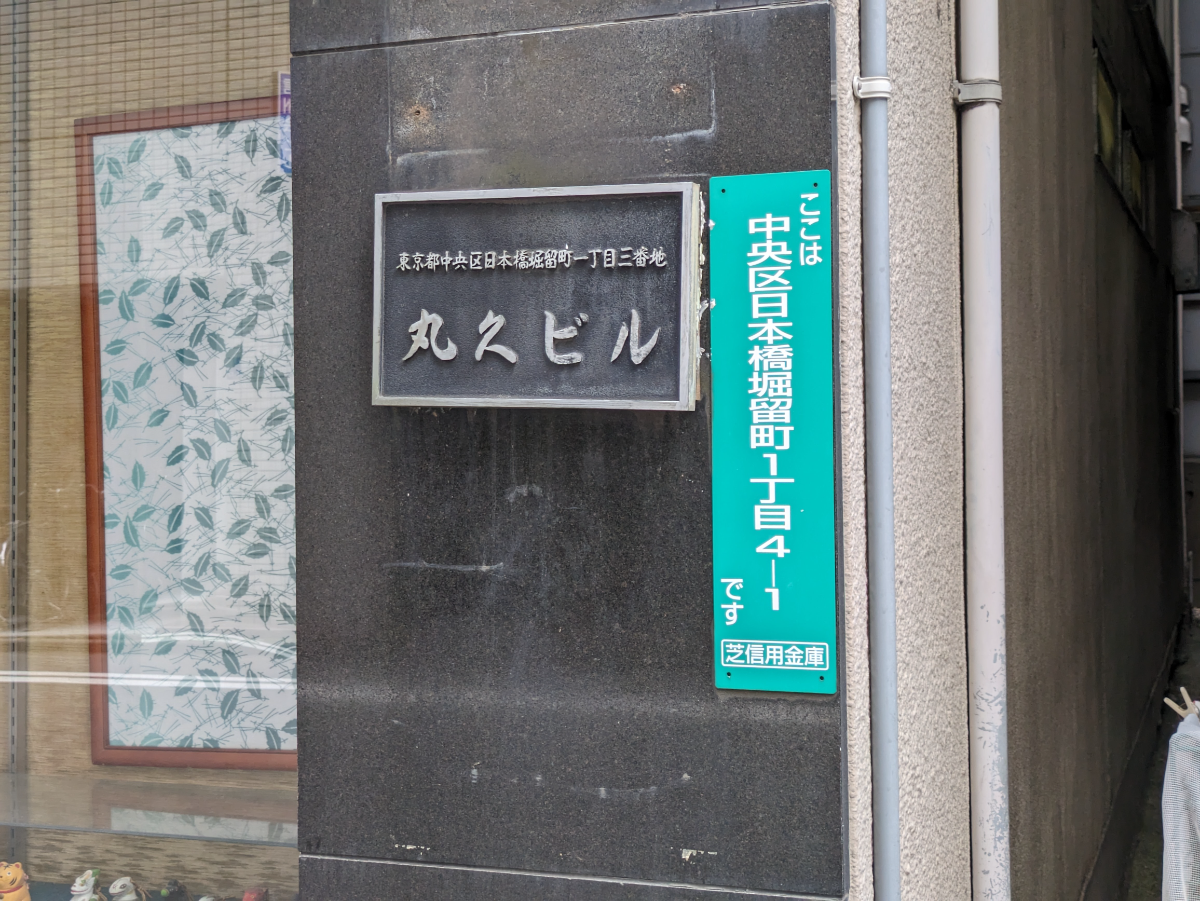 東京都中央区日本橋堀留町一丁目三番地
丸久ビル
ここは
中央区日本橋堀留町1丁目4-1
です
芝信用金庫